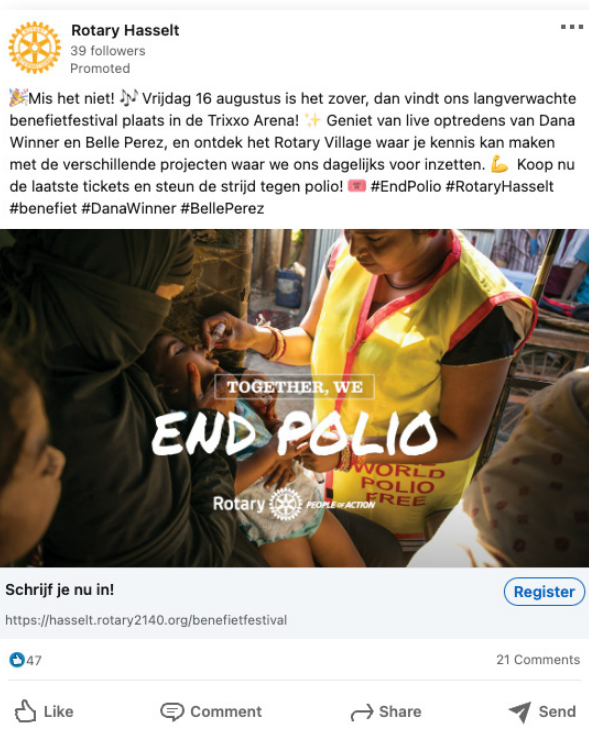 Rotary Hasselt
39 followers
Promoted
🎉Mis het niet! 🎶 Vrijdag 16 augustus is het zover, dan vindt ons langverwachte
benefietfestival plaats in de Trixxo Arena! ✨ Geniet van live optredens van Dana
Winner en Belle Perez, en ontdek het Rotary Village waar je kennis kan maken
met de verschillende projecten waar we ons dagelijks voor inzetten. 💪 Koop nu
de laatste tickets en steun de strijd tegen polio! 🎟️ #EndPolio #RotaryHasselt
#benefiet #DanaWinner #BellePerez
TOGETHER, WE
END POLIO
WORLD
POLIO
FREE
Rotary PEOPLE of ACTION
Schrijf je nu in!
Register
https://hasselt.rotary2140.org/benefietfestival
47
21 Comments
Like Comment Share Send